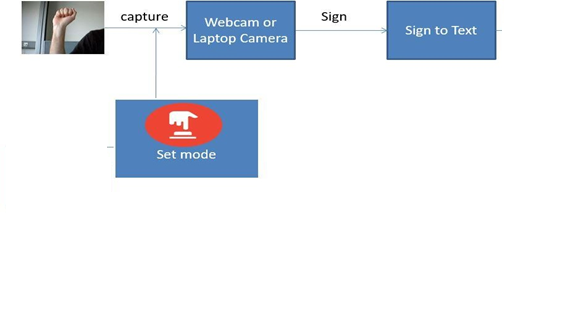 capture
Webcam or
Laptop Camera
Sign
Sign to Text
Set mode